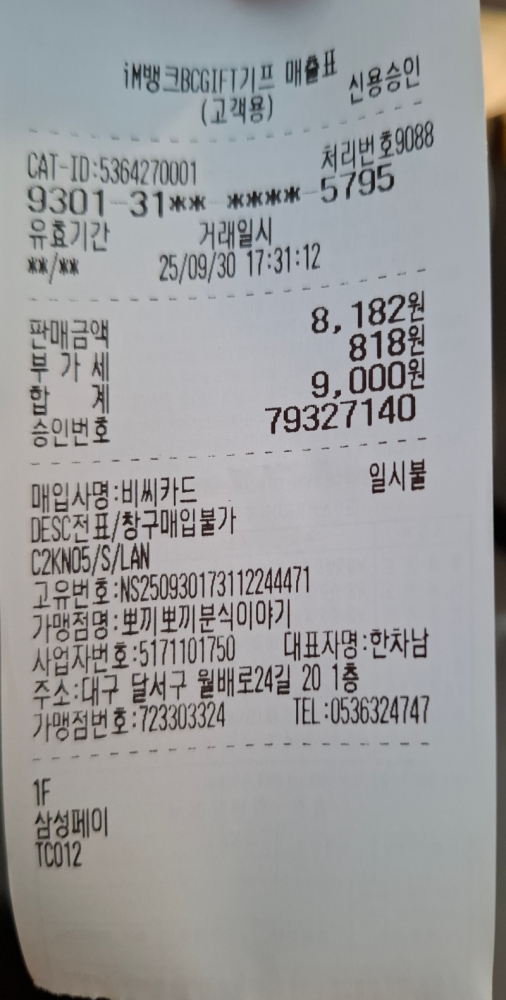 iM뱅크BCGIFT기프 매출표
(고객용) 신용승인
CAT-ID:5364270001 처리번호9088
9301-31** ****-5795
유효기간 거래일시
**/** 25/09/30 17:31:12
판매금액 8,182원
부 가 세 818원
합 계 9,000원
승인번호 79327140
매입사명:비씨카드 일시불
DESC전표/창구매입불가
C2KN05/S/LAN
고유번호:NS250930173112244471
가맹점명:뽀끼뽀끼분식이야기
사업자번호:5171101750 대표자명:한차남
주소:대구 달서구 월배로24길 20 1층
가맹점번호:723303324 TEL:0536324747
1F
삼성페이
TC012